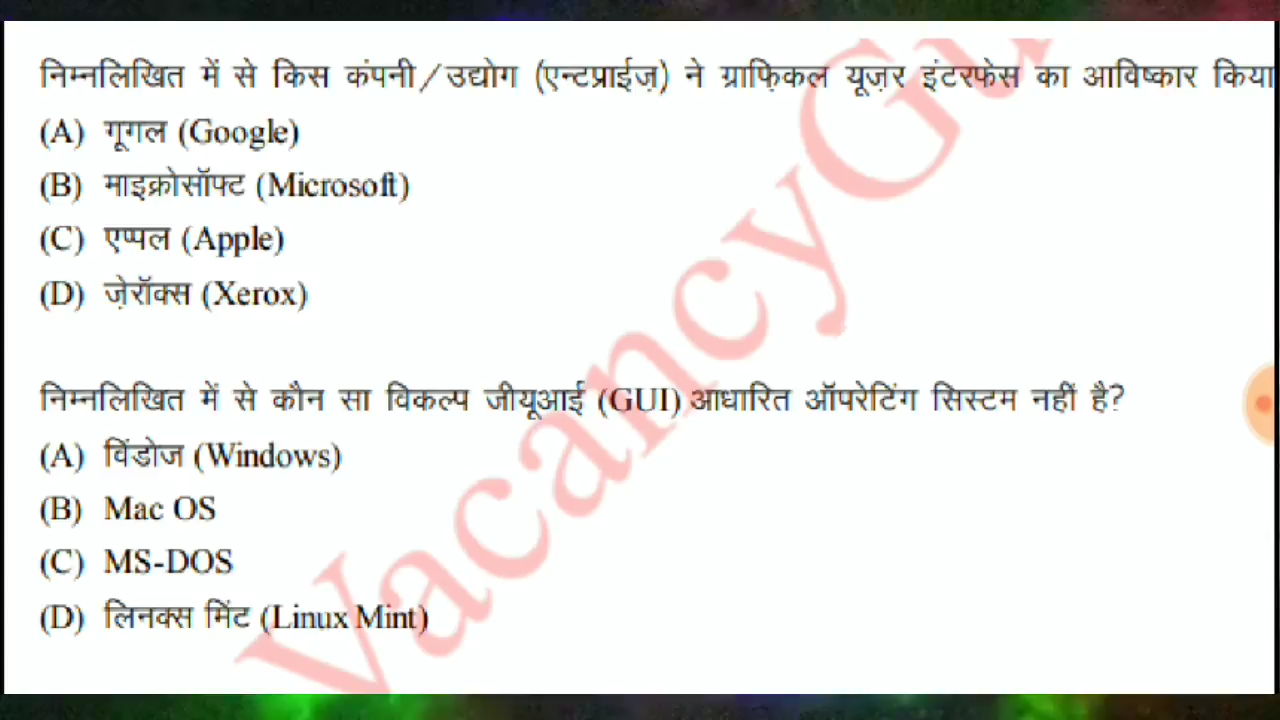 निम्नलिखित में से किस कंपनी/उद्योग (एन्टप्राईज़) ने ग्राफ़िकल यूज़र इंटरफेस का आविष्कार किया
(A) गूगल (Google)
(B) माइक्रोसॉफ्ट (Microsoft)
(C) एप्पल (Apple)
(D) ज़ेरॉक्स (Xerox)
निम्नलिखित में से कौन सा विकल्प जीयूआई (GUI) आधारित ऑपरेटिंग सिस्टम नहीं है?
(A) विंडोज (Windows)
(B) Mac OS
(C) MS-DOS
(D) लिनक्स मिंट (Linux Mint)
VacancyGu